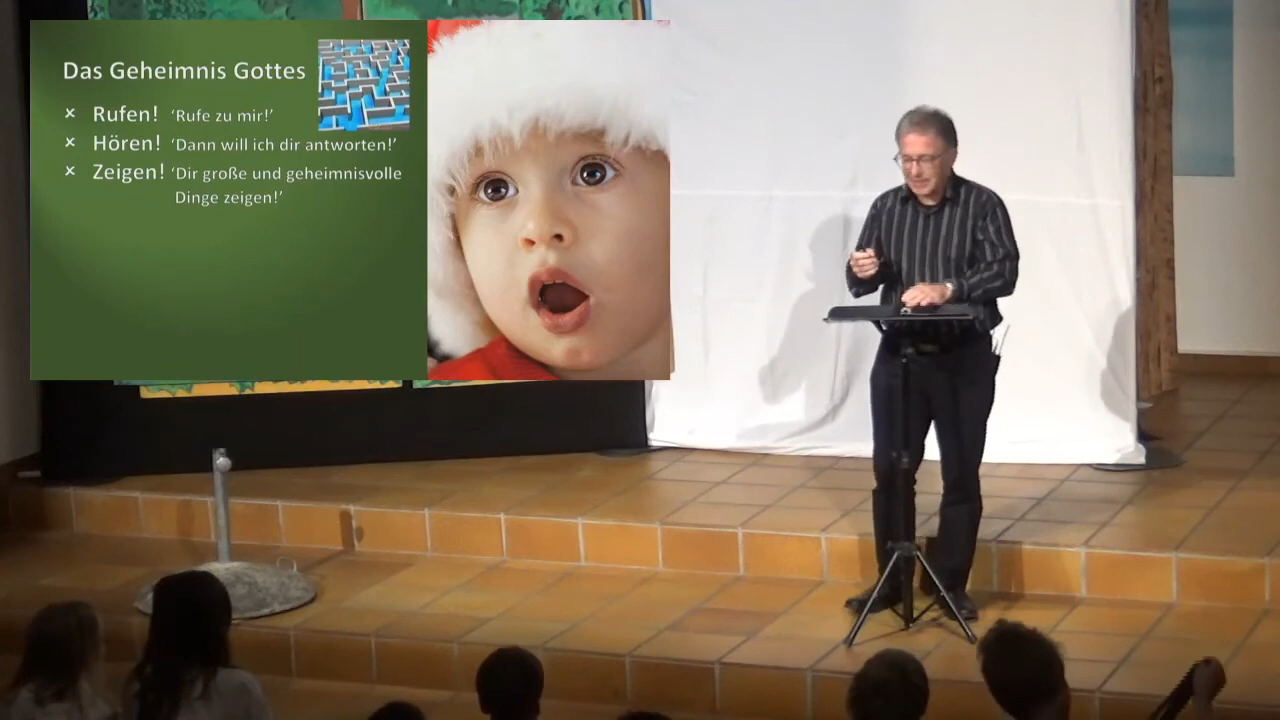 Das Geheimnis Gottes
× Rufen! ‘Rufe zu mir!’
× Hören! ‘Dann will ich dir antworten!’
× Zeigen! ‘Dir große und geheimnisvolle
Dinge zeigen!’